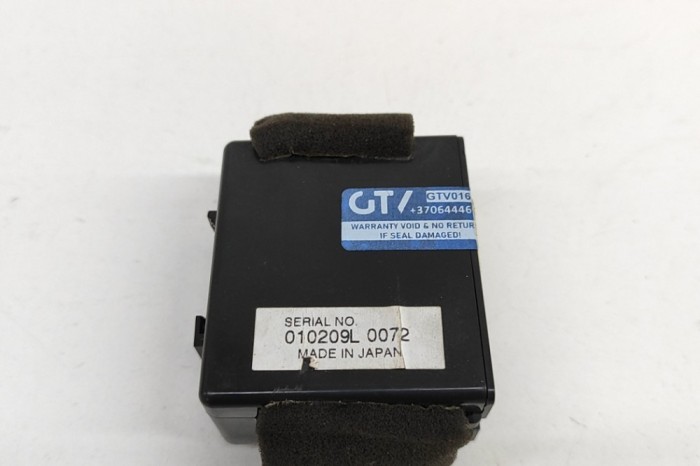 GTV GTV016
+37064446
WARRANTY VOID & NO RETUR
IF SEAL DAMAGED!
SERIAL NO.
010209L 0072
MADE IN JAPAN